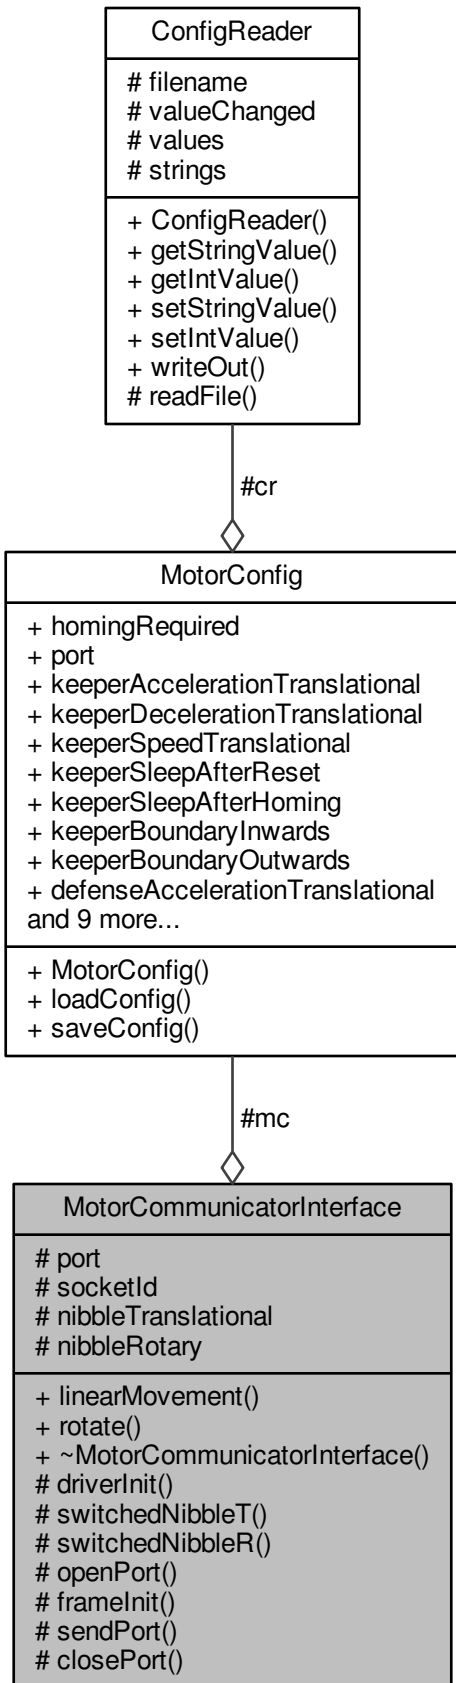 ConfigReader
# filename
# valueChanged
# values
# strings
+ ConfigReader()
+ getStringValue()
+ getIntValue()
+ setStringValue()
+ setIntValue()
+ writeOut()
# readFile()
#cr
MotorConfig
+ homingRequired
+ port
+ keeperAccelerationTranslational
+ keeperDecelerationTranslational
+ keeperSpeedTranslational
+ keeperSleepAfterReset
+ keeperSleepAfterHoming
+ keeperBoundaryInwards
+ keeperBoundaryOutwards
+ defenseAccelerationTranslational
and 9 more...
+ MotorConfig()
+ loadConfig()
+ saveConfig()
#mc
MotorCommunicatorInterface
# port
# socketId
# nibbleTranslational
# nibbleRotary
+ linearMovement()
+ rotate()
+ ~MotorCommunicatorInterface()
# driverInit()
# switchedNibbleT()
# switchedNibbleR()
# openPort()
# frameInit()
# sendPort()
# closePort()